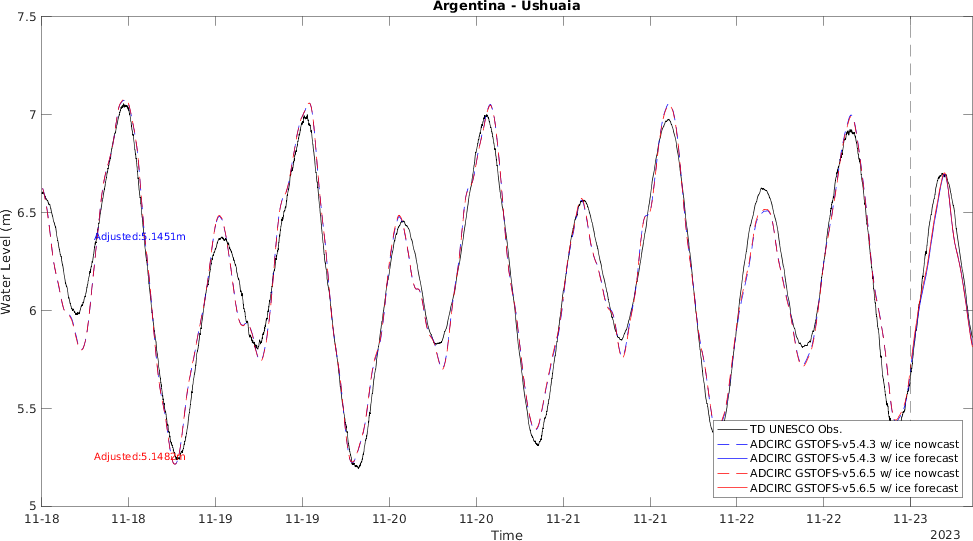 Argentina - Ushuaia
7.5
7
6.5
6
5.5
5
Water Level (m)
Adjusted:5.1451m
Adjusted:5.1482m
TD UNESCO Obs.
ADCIRC GSTOFS-v5.4.3 w/ ice nowcast
ADCIRC GSTOFS-v5.4.3 w/ ice forecast
ADCIRC GSTOFS-v5.6.5 w/ ice nowcast
ADCIRC GSTOFS-v5.6.5 w/ ice forecast
11-18 11-18 11-19 11-19 11-20 11-20 11-21 11-21 11-22 11-22 11-23
Time
2023